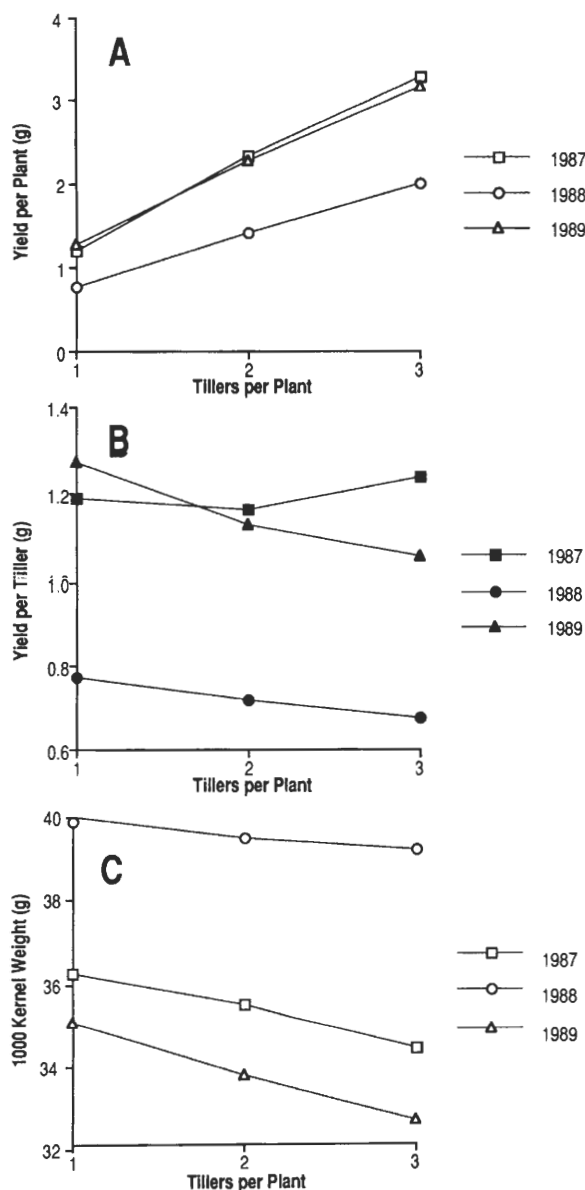 A
Yield per Plant (g)
4
3
2
1
0
1 2 3
Tillers per Plant
1987
1988
1989
B
Yield per Tiller (g)
1.4
1.2
1.0
0.8
0.6
1 2 3
Tillers per Plant
1987
1988
1989
C
1000 Kernel Weight (g)
40
38
36
34
32
1 2 3
Tillers per Plant
1987
1988
1989